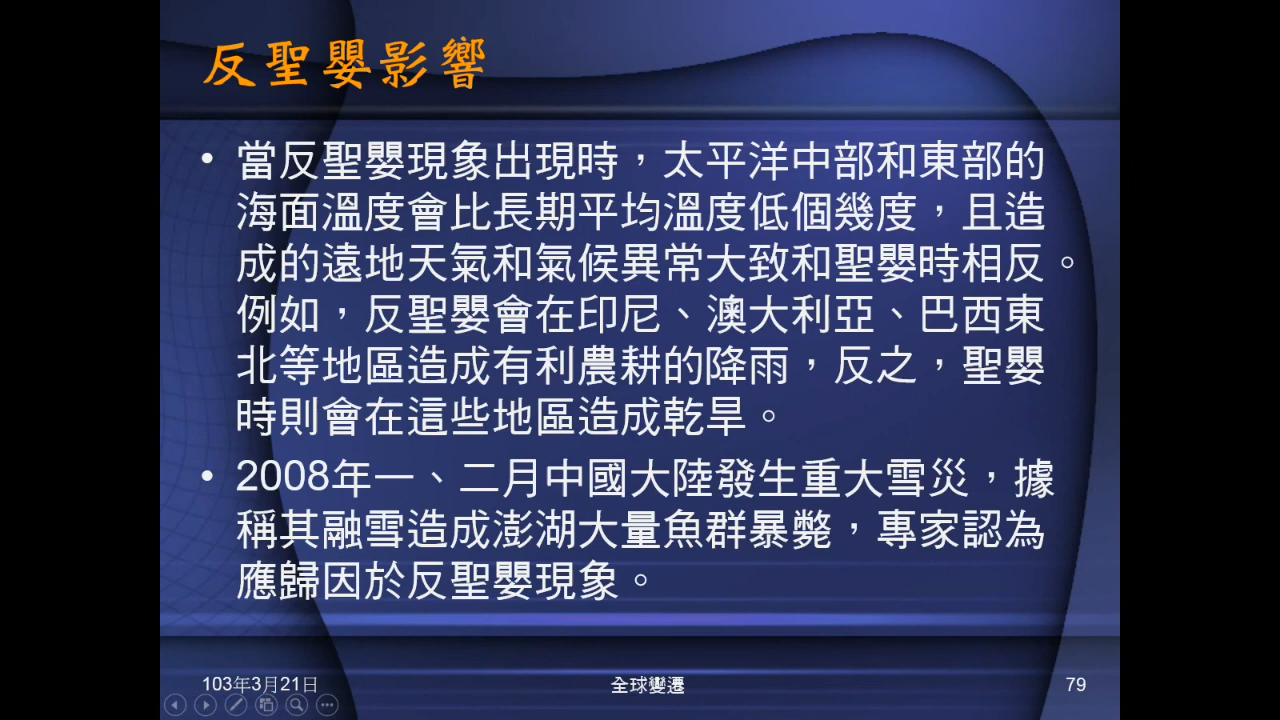 反聖嬰影響
• 當反聖嬰現象出現時，太平洋中部和東部的
海面溫度會比長期平均溫度低個幾度，且造
成的遠地天氣和氣候異常大致和聖嬰時相反。
例如，反聖嬰會在印尼、澳大利亞、巴西東
北等地區造成有利農耕的降雨，反之，聖嬰
時則會在這些地區造成乾旱。
• 2008年一、二月中國大陸發生重大雪災，據
稱其融雪造成澎湖大量魚群暴斃，專家認為
應歸因於反聖嬰現象。
103年3月21日
全球變遷
79